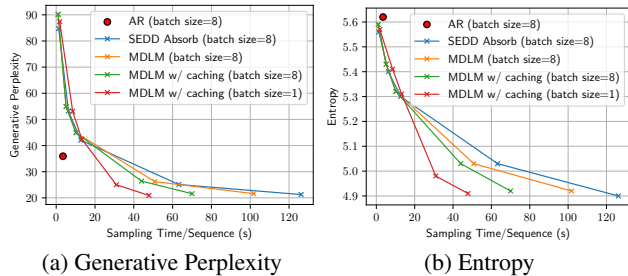 90
80
70
60
50
40
30
20
Generative Perplexity
0 20 40 60 80 100 120
Sampling Time/Sequence (s)
AR (batch size=8)
SEDD Absorb (batch size=8)
MDLM (batch size=8)
MDLM w/ caching (batch size=8)
MDLM w/ caching (batch size=1)
(a) Generative Perplexity
5.6
5.5
5.4
5.3
5.2
5.1
5.0
4.9
Entropy
0 20 40 60 80 100 120
Sampling Time/Sequence (s)
AR (batch size=8)
SEDD Absorb (batch size=8)
MDLM (batch size=8)
MDLM w/ caching (batch size=8)
MDLM w/ caching (batch size=1)
(b) Entropy